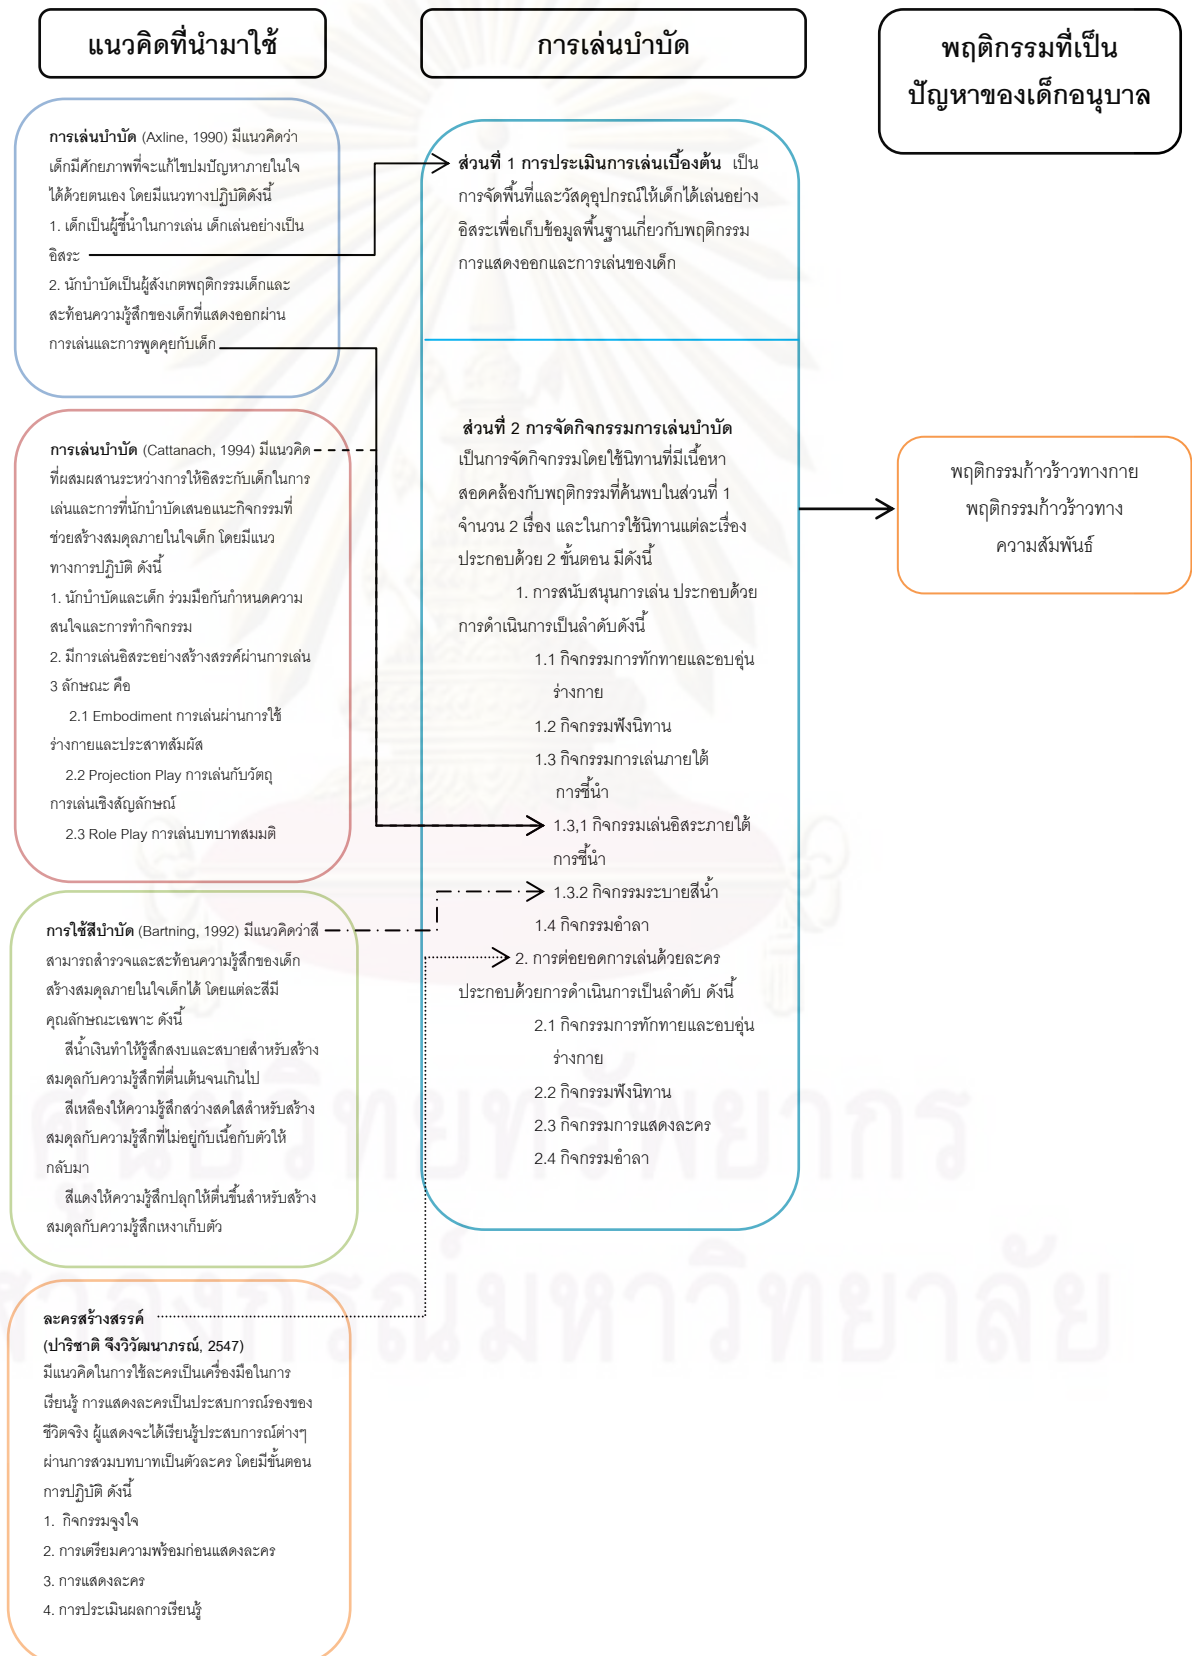 แนวคิดที่นำมาใช้
การเล่นบำบัด (Axline, 1990) มีแนวคิดว่า
เด็กมีศักยภาพที่จะแก้ไขปมปัญหาภายในใจ
ได้ด้วยตนเอง โดยมีแนวทางปฏิบัติดังนี้
1. เด็กเป็นผู้ชี้นำในการเล่น เด็กเล่นอย่างเป็น
อิสระ
2. นักบำบัดเป็นผู้สังเกตพฤติกรรมเด็กและ
สะท้อนความรู้สึกของเด็กที่แสดงออกผ่าน
การเล่นและการพูดคุยกับเด็ก
การเล่นบำบัด (Cattanach, 1994) มีแนวคิด
ที่ผสมผสานระหว่างการให้อิสระกับเด็กในการ
เล่นและการที่นักบำบัดเสนอแนะกิจกรรมที่
ช่วยสร้างสมดุลภายในใจเด็ก โดยมีแนว
ทางการปฏิบัติ ดังนี้
1. นักบำบัดและเด็ก ร่วมมือกันกำหนดความ
สนใจและการทำกิจกรรม
2. มีการเล่นอิสระอย่างสร้างสรรค์ผ่านการเล่น
3 ลักษณะ คือ
2.1 Embodiment การเล่นผ่านการใช้
ร่างกายและประสาทสัมผัส
2.2 Projection Play การเล่นกับวัตถุ
การเล่นเชิงสัญลักษณ์
2.3 Role Play การเล่นบทบาทสมมติ
การใช้สีบำบัด (Bartning, 1992) มีแนวคิดว่าสี
สามารถสำรวจและสะท้อนความรู้สึกของเด็ก
สร้างสมดุลภายในใจเด็กได้ โดยแต่ละสีมี
คุณลักษณะเฉพาะ ดังนี้
สีน้ำเงินทำให้รู้สึกสงบและสบายสำหรับสร้าง
สมดุลกับความรู้สึกที่ตื่นเต้นจนเกินไป
สีเหลืองให้ความรู้สึกสว่างสดใสสำหรับสร้าง
สมดุลกับความรู้สึกที่ไม่อยู่กับเนื้อกับตัวให้
กลับมา
สีแดงให้ความรู้สึกปลุกให้ตื่นขึ้นสำหรับสร้าง
สมดุลกับความรู้สึกเหงาเก็บตัว
ละครสร้างสรรค์
(ปาริชาติ จึงวิวัฒนาภรณ์, 2547)
มีแนวคิดในการใช้ละครเป็นเครื่องมือในการ
เรียนรู้ การแสดงละครเป็นประสบการณ์รองของ
ชีวิตจริง ผู้แสดงจะได้เรียนรู้ประสบการณ์ต่างๆ
ผ่านการสวมบทบาทเป็นตัวละคร โดยมีขั้นตอน
การปฏิบัติ ดังนี้
1. กิจกรรมจูงใจ
2. การเตรียมความพร้อมก่อนแสดงละคร
3. การแสดงละคร
4. การประเมินผลการเรียนรู้
การเล่นบำบัด
ส่วนที่ 1 การประเมินการเล่นเบื้องต้น เป็น
การจัดพื้นที่และวัสดุอุปกรณ์ให้เด็กได้เล่นอย่าง
อิสระเพื่อเก็บข้อมูลพื้นฐานเกี่ยวกับพฤติกรรม
การแสดงออกและการเล่นของเด็ก
ส่วนที่ 2 การจัดกิจกรรมการเล่นบำบัด
เป็นการจัดกิจกรรมโดยใช้นิทานที่มีเนื้อหา
สอดคล้องกับพฤติกรรมที่ค้นพบในส่วนที่ 1
จำนวน 2 เรื่อง และในการใช้นิทานแต่ละเรื่อง
ประกอบด้วย 2 ขั้นตอน มีดังนี้
1. การสนับสนุนการเล่น ประกอบด้วย
การดำเนินการเป็นลำดับดังนี้
1.1 กิจกรรมการทักทายและอบอุ่น
ร่างกาย
1.2 กิจกรรมฟังนิทาน
1.3 กิจกรรมการเล่นภายใต้
การชี้นำ
1.3,1 กิจกรรมเล่นอิสระภายใต้
การชี้นำ
1.3.2 กิจกรรมระบายสีน้ำ
1.4 กิจกรรมอำลา
2. การต่อยอดการเล่นด้วยละคร
ประกอบด้วยการดำเนินการเป็นลำดับ ดังนี้
2.1 กิจกรรมการทักทายและอบอุ่น
ร่างกาย
2.2 กิจกรรมฟังนิทาน
2.3 กิจกรรมการแสดงละคร
2.4 กิจกรรมอำลา
พฤติกรรมที่เป็น
ปัญหาของเด็กอนุบาล
พฤติกรรมก้าวร้าวทางกาย
พฤติกรรมก้าวร้าวทาง
ความสัมพันธ์
ศูนย์วิทยทรัพยากร
ฬาลงกรณ์มหาวิทยาลัย